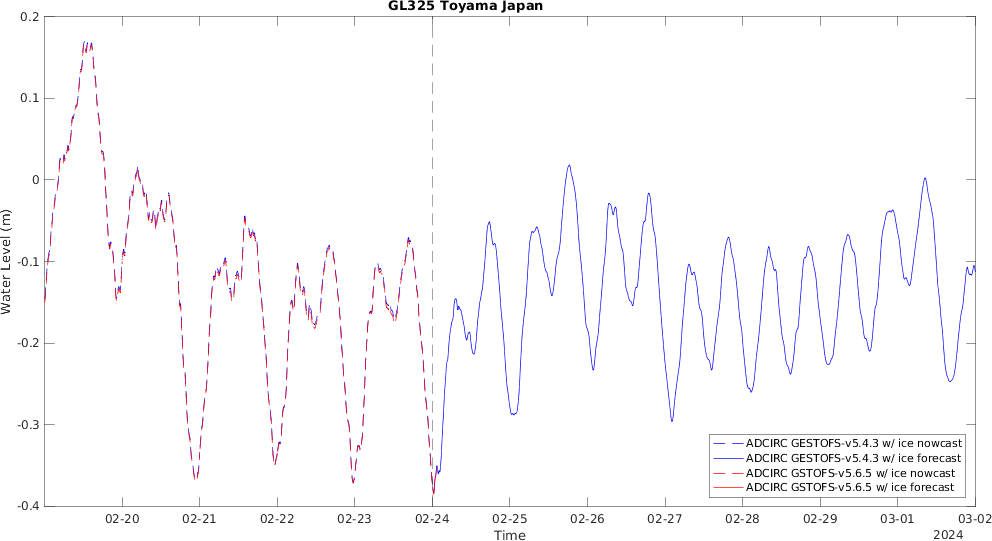 GL325 Toyama Japan
0.2
0.1
0
-0.1
-0.2
-0.3
-0.4
Water Level (m)
02-20
02-21
02-22
02-23
02-24
02-25
02-26
02-27
02-28
02-29
03-01
03-02
Time
2024
ADCIRC GESTOFS-v5.4.3 w/ ice nowcast
ADCIRC GESTOFS-v5.4.3 w/ ice forecast
ADCIRC GSTOFS-v5.6.5 w/ ice nowcast
ADCIRC GSTOFS-v5.6.5 w/ ice forecast